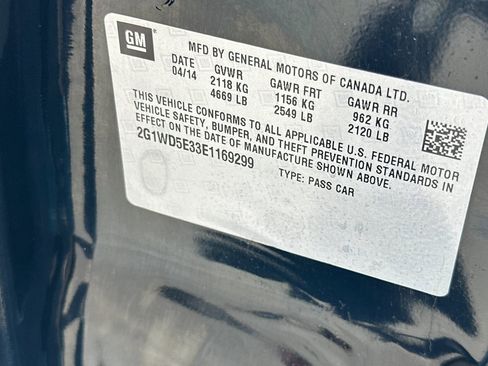 GM
MFD BY GENERAL MOTORS OF CANADA LTD.
DATE GVWR GAWR FRT GAWR RR
04/14 2118 KG 1156 KG 962 KG
4669 LB 2549 LB 2120 LB
THIS VEHICLE CONFORMS TO ALL APPLICABLE U.S. FEDERAL MOTOR
VEHICLE SAFETY, BUMPER, AND THEFT PREVENTION STANDARDS IN
EFFECT ON THE DATE OF MANUFACTURE SHOWN ABOVE.
2G1WD5E33E1169299
TYPE: PASS CAR